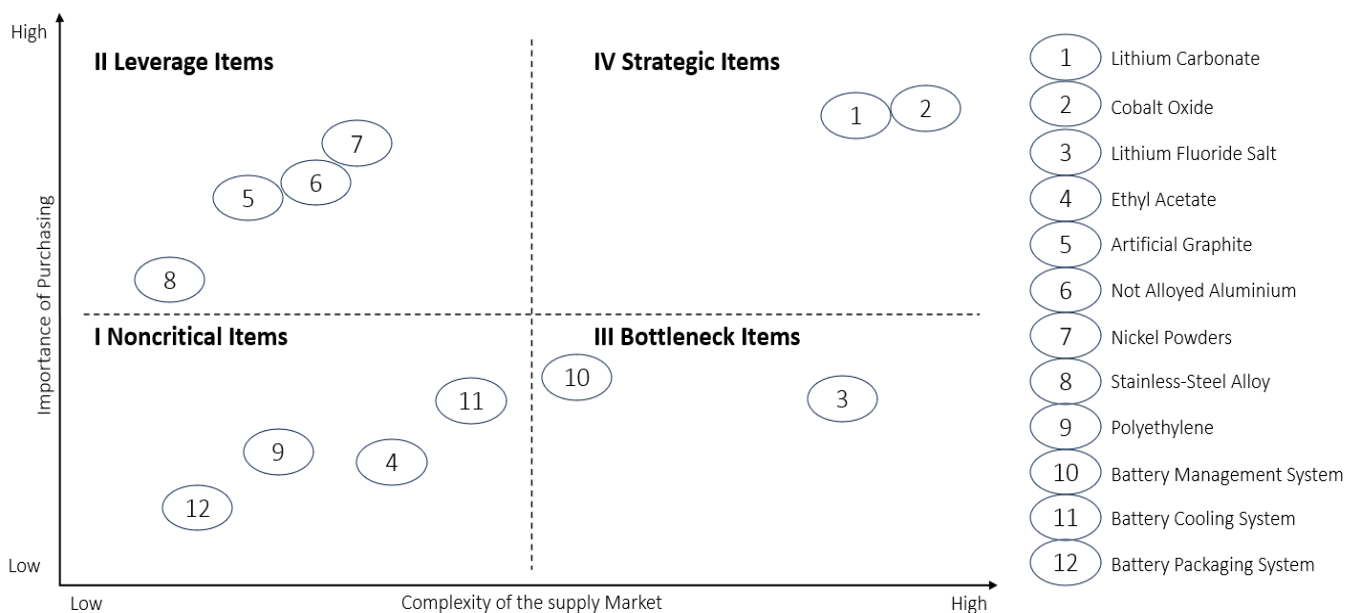 High
II Leverage Items
IV Strategic Items
1
2
7
6
5
8
Importance of Purchasing
I Noncritical Items
III Bottleneck Items
10
11
3
9
4
12
Low
Low
Complexity of the supply Market
High
1 Lithium Carbonate
2 Cobalt Oxide
3 Lithium Fluoride Salt
4 Ethyl Acetate
5 Artificial Graphite
6 Not Alloyed Aluminium
7 Nickel Powders
8 Stainless-Steel Alloy
9 Polyethylene
10 Battery Management System
11 Battery Cooling System
12 Battery Packaging System